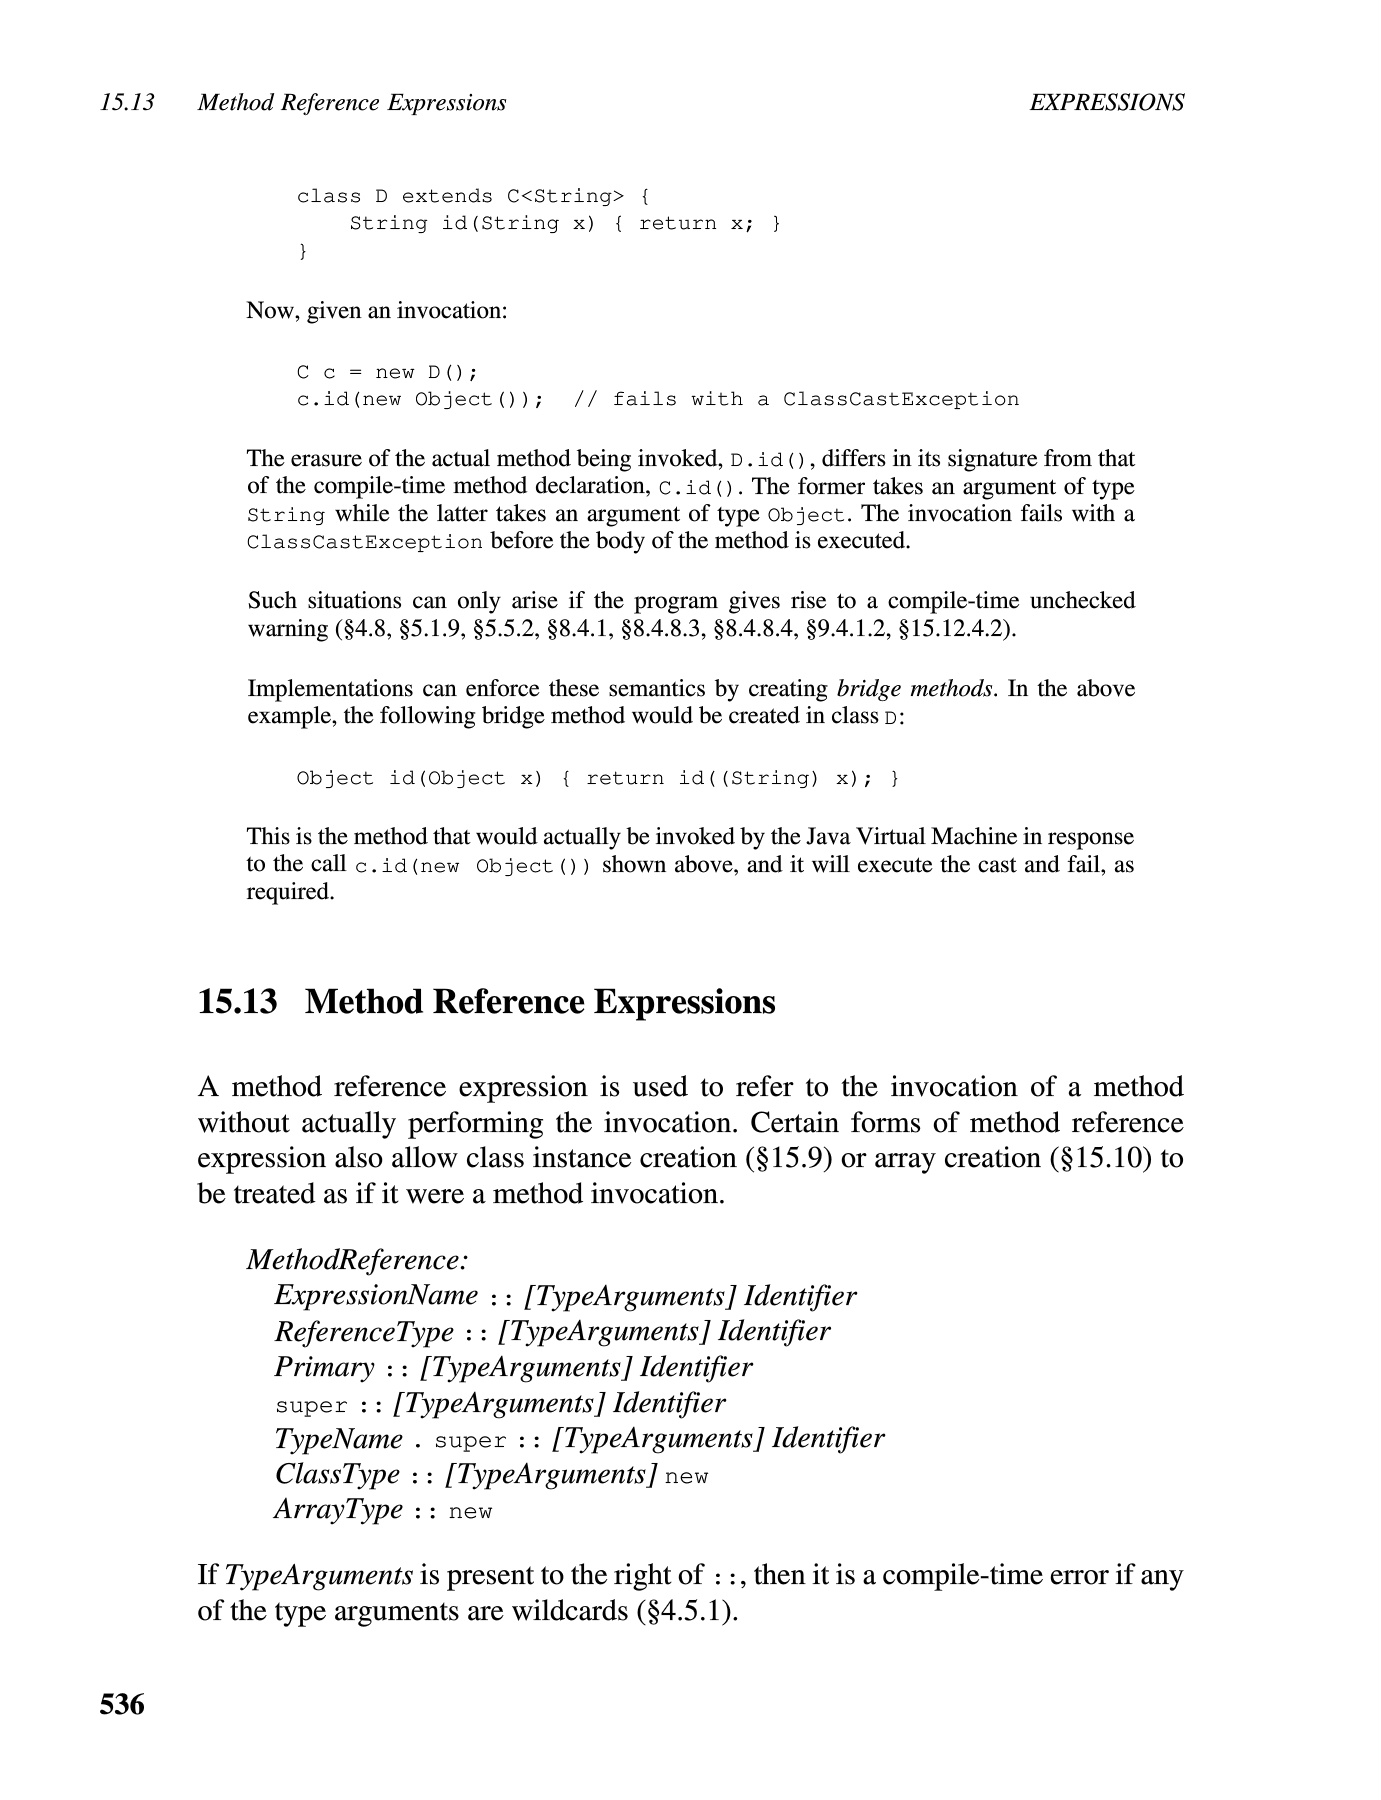 15.13 Method Reference Expressions EXPRESSIONS
class D extends C<String> {
    String id(String x) { return x; }
}
Now, given an invocation:
C c = new D();
c.id(new Object());  // fails with a ClassCastException
The erasure of the actual method being invoked, D.id(), differs in its signature from that
of the compile-time method declaration, C.id(). The former takes an argument of type
String while the latter takes an argument of type Object. The invocation fails with a
ClassCastException before the body of the method is executed.
Such situations can only arise if the program gives rise to a compile-time unchecked
warning (§4.8, §5.1.9, §5.5.2, §8.4.1, §8.4.8.3, §8.4.8.4, §9.4.1.2, §15.12.4.2).
Implementations can enforce these semantics by creating bridge methods. In the above
example, the following bridge method would be created in class D:
Object id(Object x) { return id((String) x); }
This is the method that would actually be invoked by the Java Virtual Machine in response
to the call c.id(new Object()) shown above, and it will execute the cast and fail, as
required.
15.13 Method Reference Expressions
A method reference expression is used to refer to the invocation of a method
without actually performing the invocation. Certain forms of method reference
expression also allow class instance creation (§15.9) or array creation (§15.10) to
be treated as if it were a method invocation.
MethodReference:
ExpressionName :: [TypeArguments] Identifier
ReferenceType :: [TypeArguments] Identifier
Primary :: [TypeArguments] Identifier
super :: [TypeArguments] Identifier
TypeName . super :: [TypeArguments] Identifier
ClassType :: [TypeArguments] new
ArrayType :: new
If TypeArguments is present to the right of ::, then it is a compile-time error if any
of the type arguments are wildcards (§4.5.1).
536